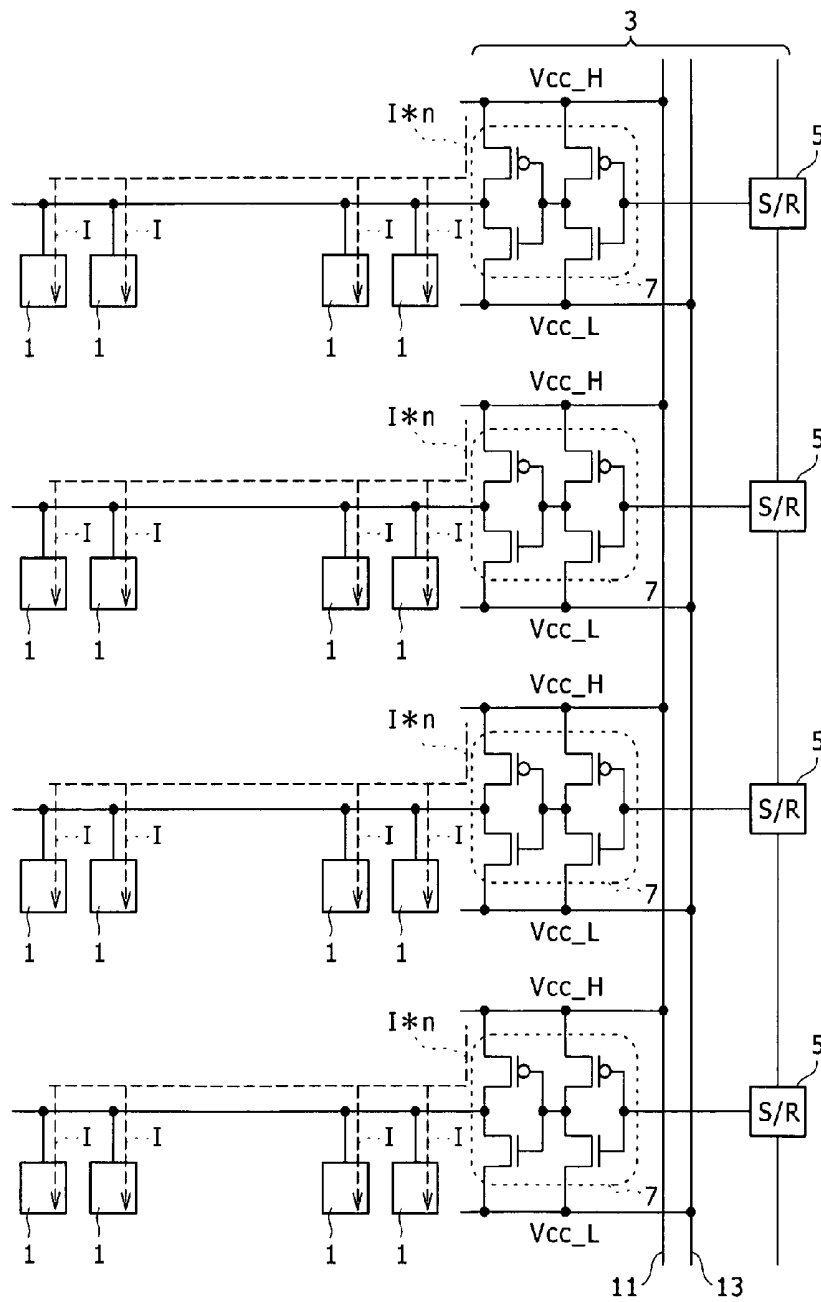 3
Vcc_H
I*n
5
S/R
I I I I
7
1 1 1 1
Vcc_L
Vcc_H
I*n
5
S/R
I I I I
7
1 1 1 1
Vcc_L
Vcc_H
I*n
5
S/R
I I I I
7
1 1 1 1
Vcc_L
Vcc_H
I*n
5
S/R
I I I I
7
1 1 1 1
Vcc_L
11 13